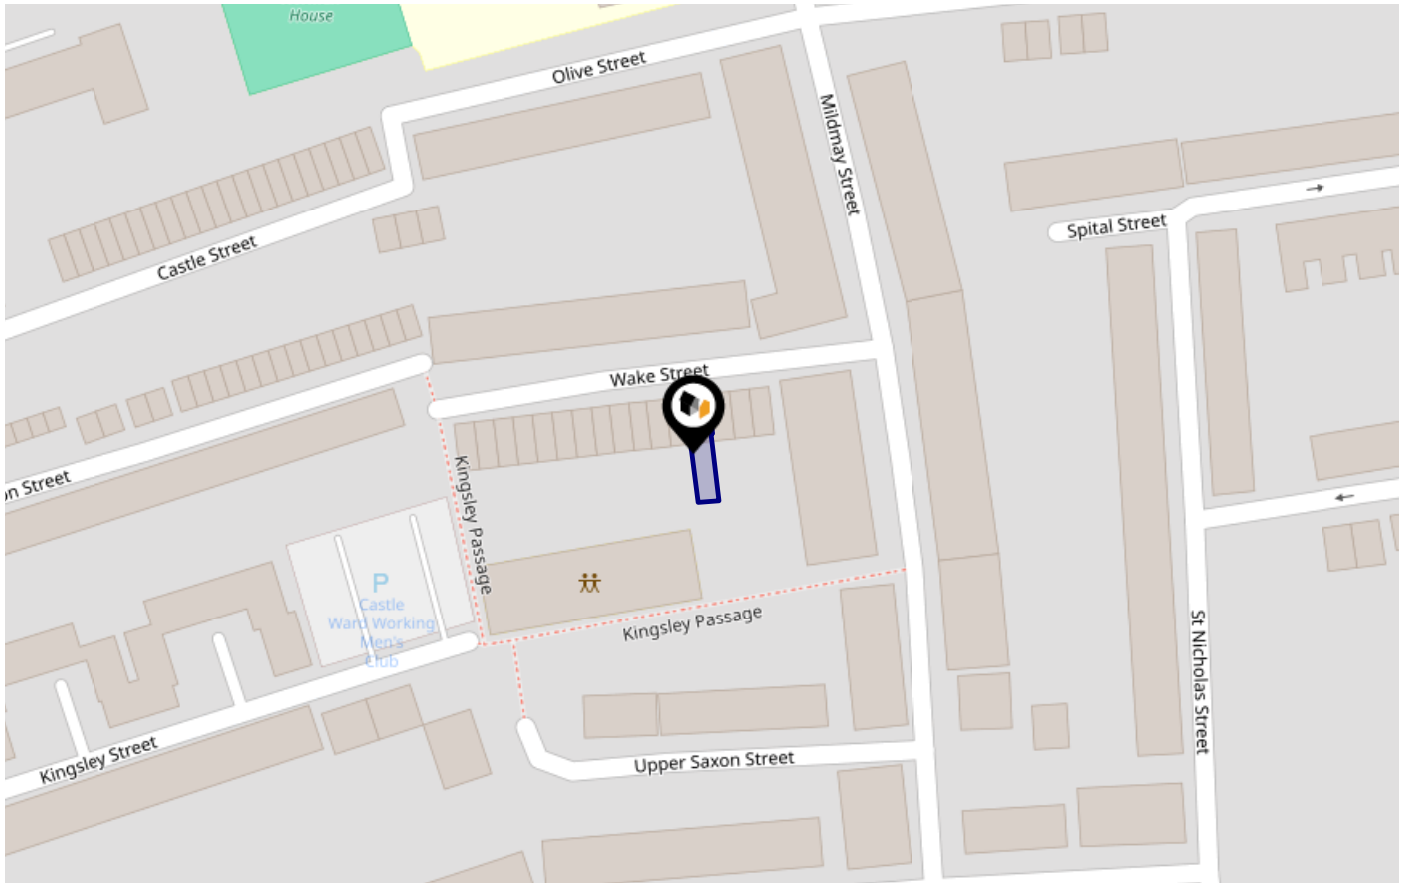 House
Olive Street
Mildmay Street
Castle Street
Spital Street
Wake Street
on Street
Kingsley Passage
P
Castle
Ward Working
Men's
Club
Kingsley Passage
St Nicholas Street
Kingsley Street
Upper Saxon Street